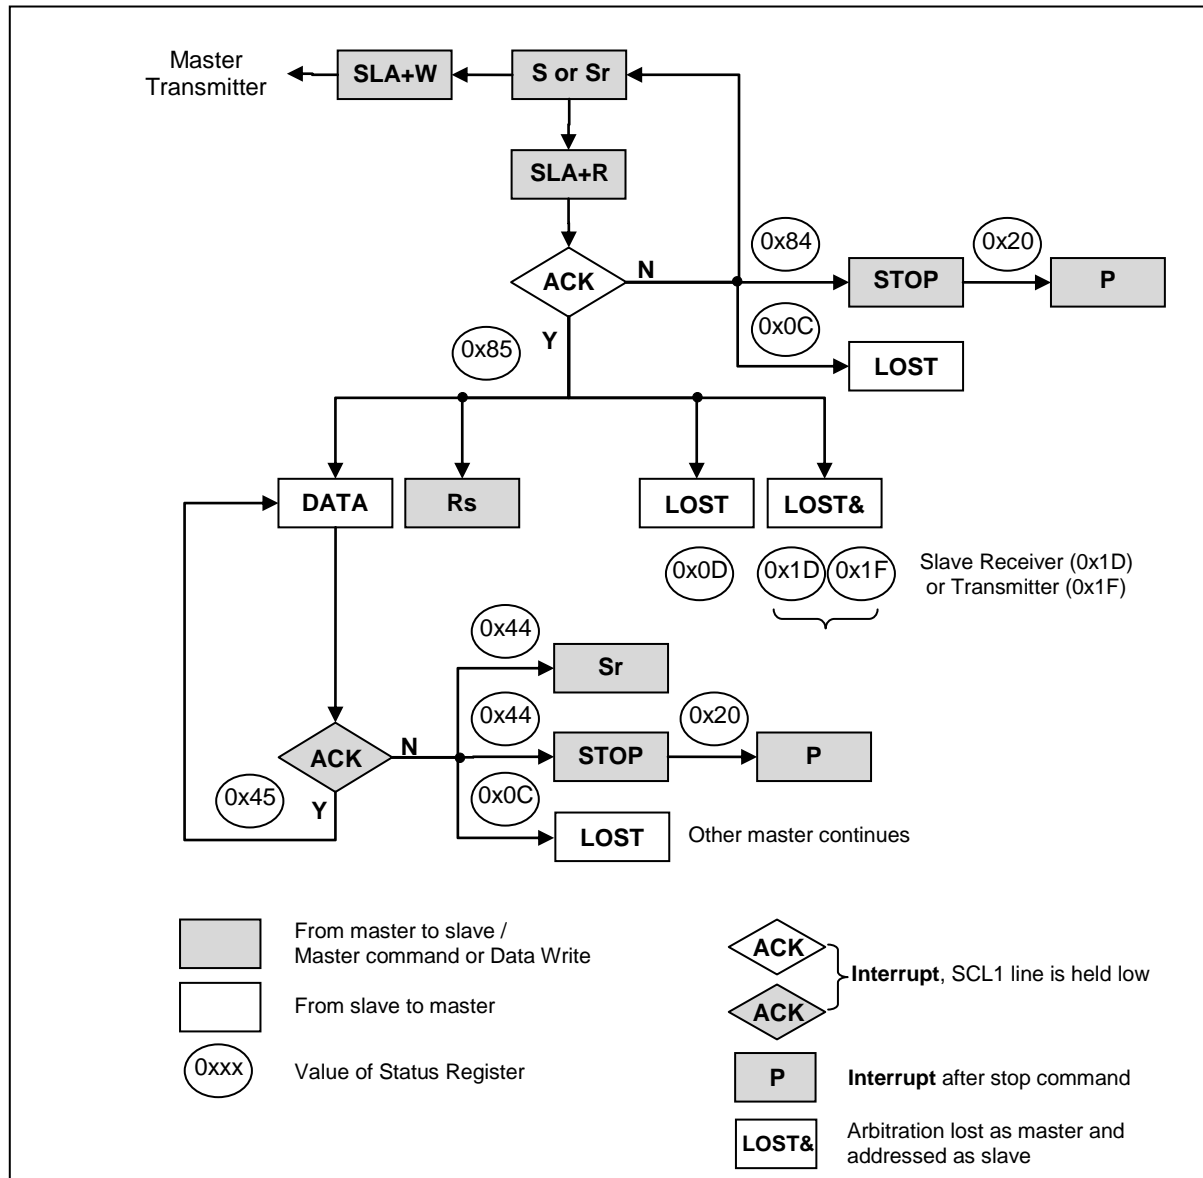 Master
Transmitter
SLA+W
S or Sr
SLA+R
ACK
N
0x84
STOP
0x20
P
0x0C
LOST
Y
0x85
DATA
Rs
LOST
LOST&
0x0D
0x1D
0x1F
Slave Receiver (0x1D)
or Transmitter (0x1F)
0x44
Sr
0x44
0x20
ACK
N
STOP
P
0x45
Y
0x0C
LOST
Other master continues
From master to slave /
Master command or Data Write
From slave to master
0xxx
Value of Status Register
ACK
Interrupt, SCL1 line is held low
ACK
P
Interrupt after stop command
LOST&
Arbitration lost as master and
addressed as slave